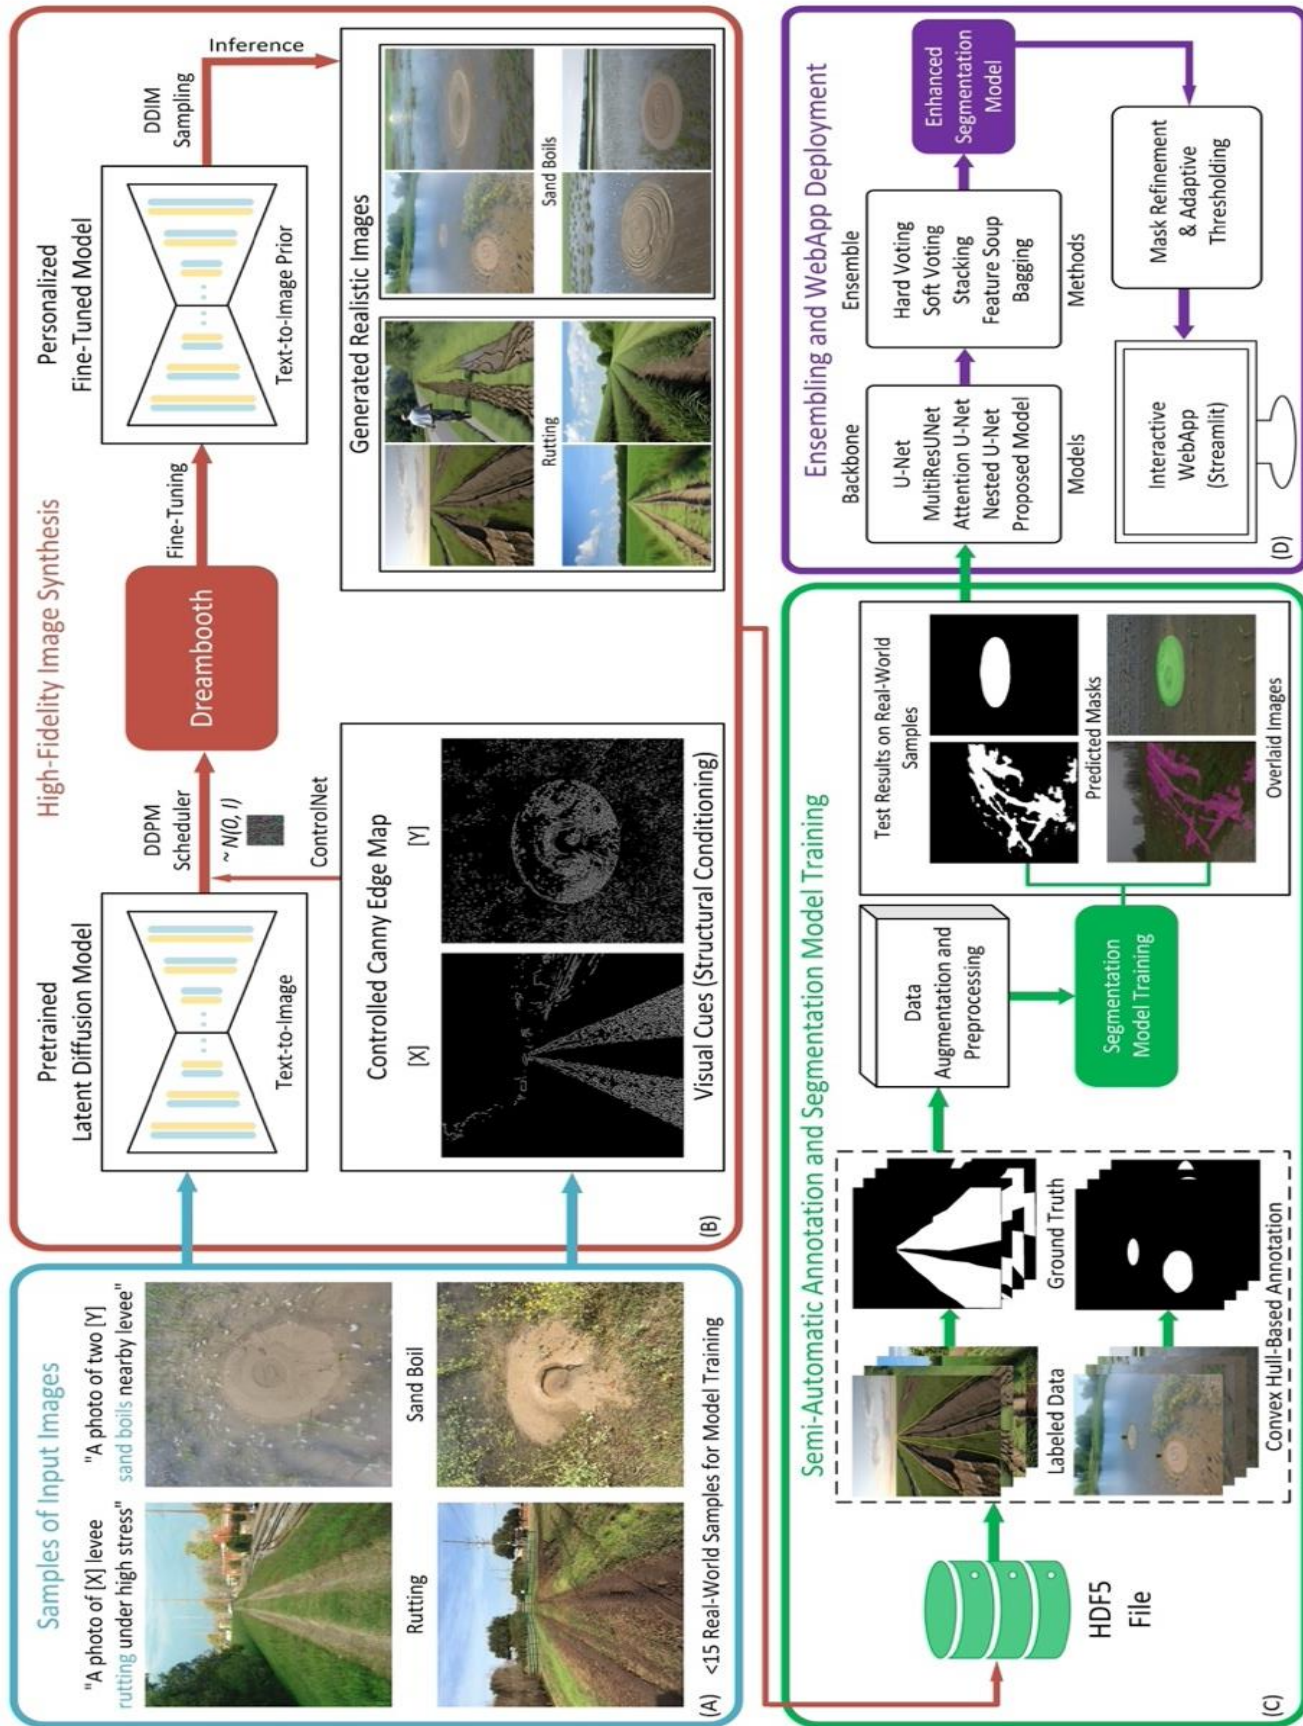 Samples of Input Images
"A photo of [X] levee
rutting under high stress"
"A photo of two [Y]
sand boils nearby levee"
Rutting
Sand Boil
(A)
<15 Real-World Samples for Model Training
High-Fidelity Image Synthesis
Pretrained
Latent Diffusion Model
Text-to-Image
DDPM
Scheduler
~ N(0, I)
ControlNet
Dreambooth
Fine-Tuning
Personalized
Fine-Tuned Model
Text-to-Image Prior
DDIM
Sampling
Inference
Controlled Canny Edge Map
[X]
[Y]
Visual Cues (Structural Conditioning)
Generated Realistic Images
Rutting
Sand Boils
(B)
Semi-Automatic Annotation and Segmentation Model Training
HDF5
File
Labeled Data
Ground Truth
Convex Hull-Based Annotation
Data
Augmentation and
Preprocessing
Segmentation
Model Training
Test Results on Real-World
Samples
Predicted Masks
Overlaid Images
(C)
Ensembling and WebApp Deployment
Backbone
U-Net
MultiResUNet
Attention U-Net
Nested U-Net
Proposed Model
Models
Ensemble
Hard Voting
Soft Voting
Stacking
Feature Soup
Bagging
Methods
Enhanced
Segmentation
Model
Mask Refinement
& Adaptive
Thresholding
Interactive
WebApp
(Streamlit)
(D)